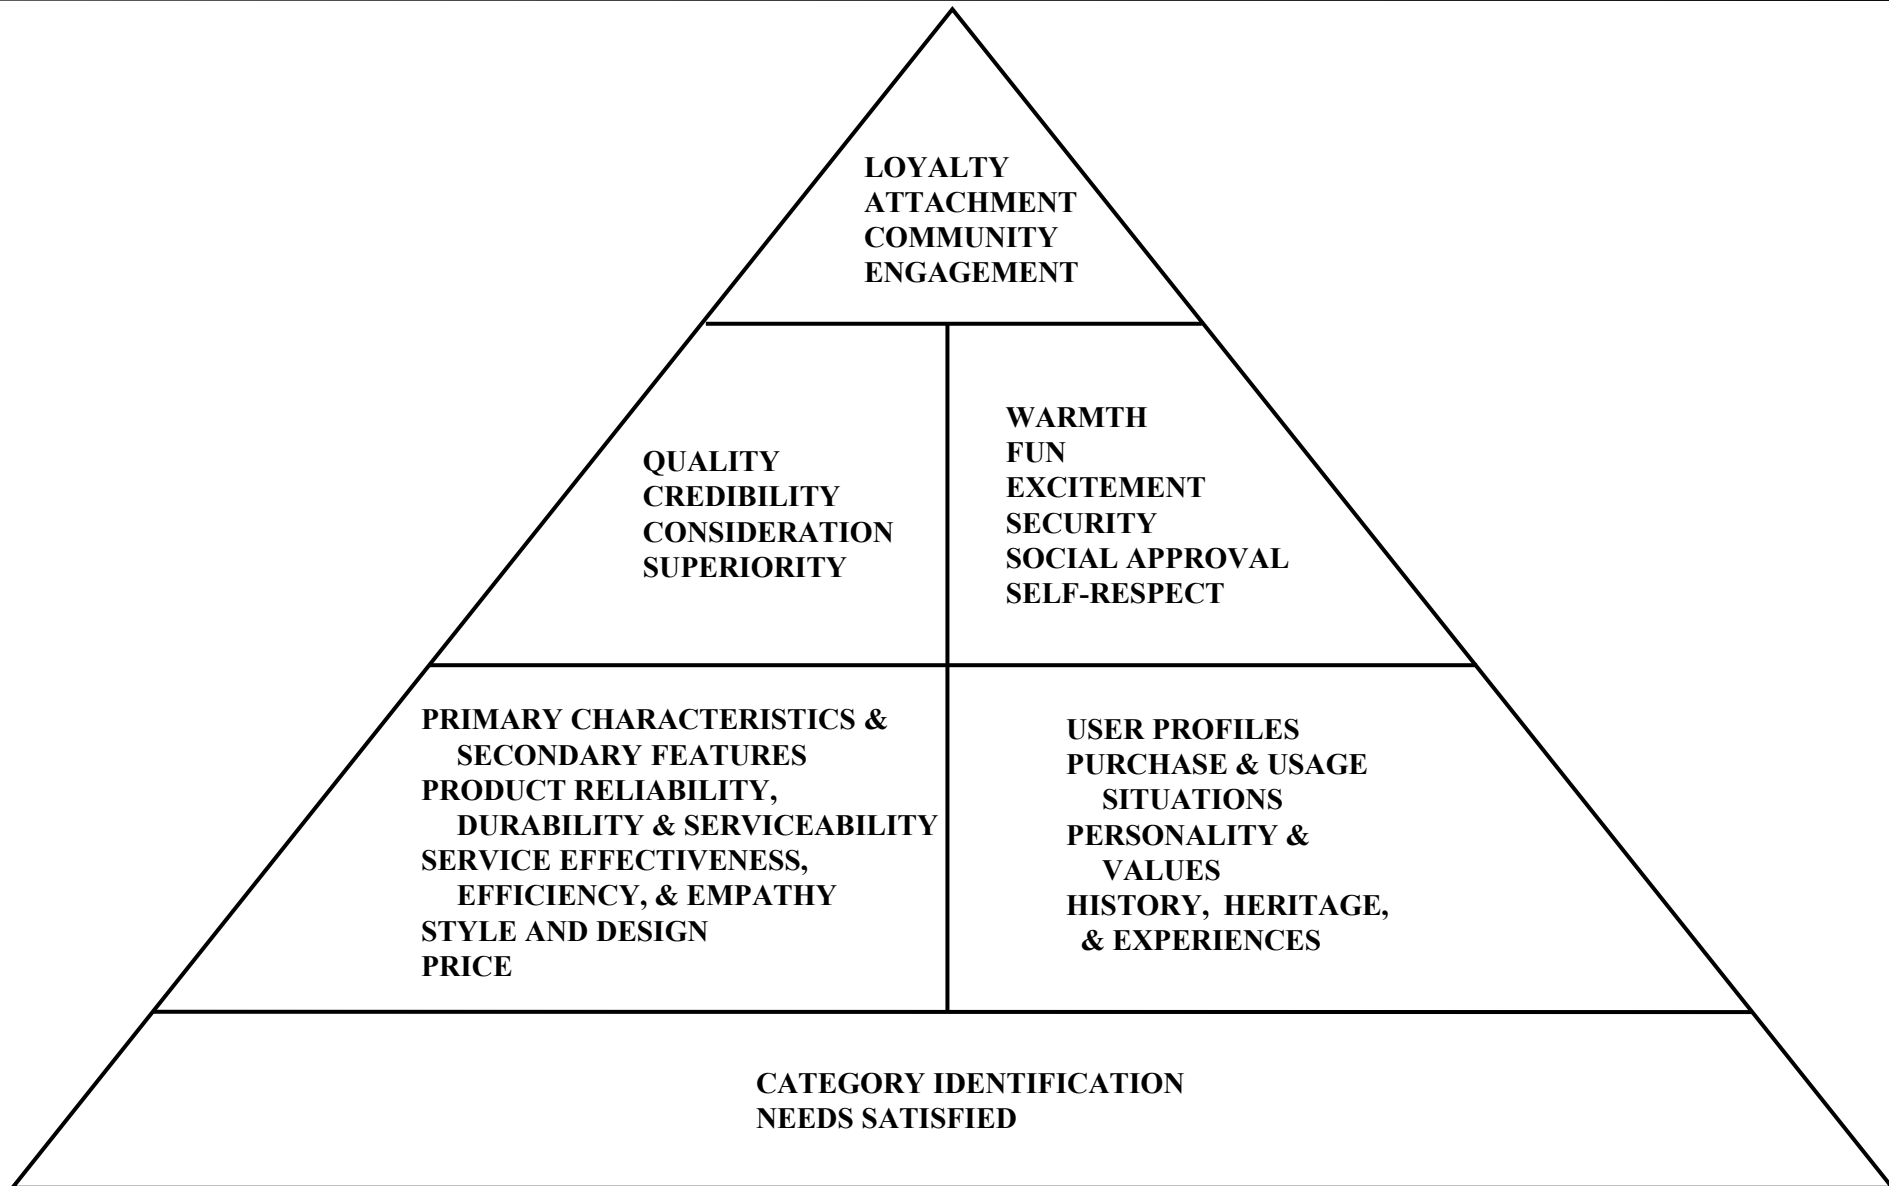 LOYALTY
ATTACHMENT
COMMUNITY
ENGAGEMENT
QUALITY
CREDIBILITY
CONSIDERATION
SUPERIORITY
WARMTH
FUN
EXCITEMENT
SECURITY
SOCIAL APPROVAL
SELF-RESPECT
PRIMARY CHARACTERISTICS &
SECONDARY FEATURES
PRODUCT RELIABILITY,
DURABILITY & SERVICEABILITY
SERVICE EFFECTIVENESS,
EFFICIENCY, & EMPATHY
STYLE AND DESIGN
PRICE
USER PROFILES
PURCHASE & USAGE
SITUATIONS
PERSONALITY &
VALUES
HISTORY, HERITAGE,
& EXPERIENCES
CATEGORY IDENTIFICATION
NEEDS SATISFIED